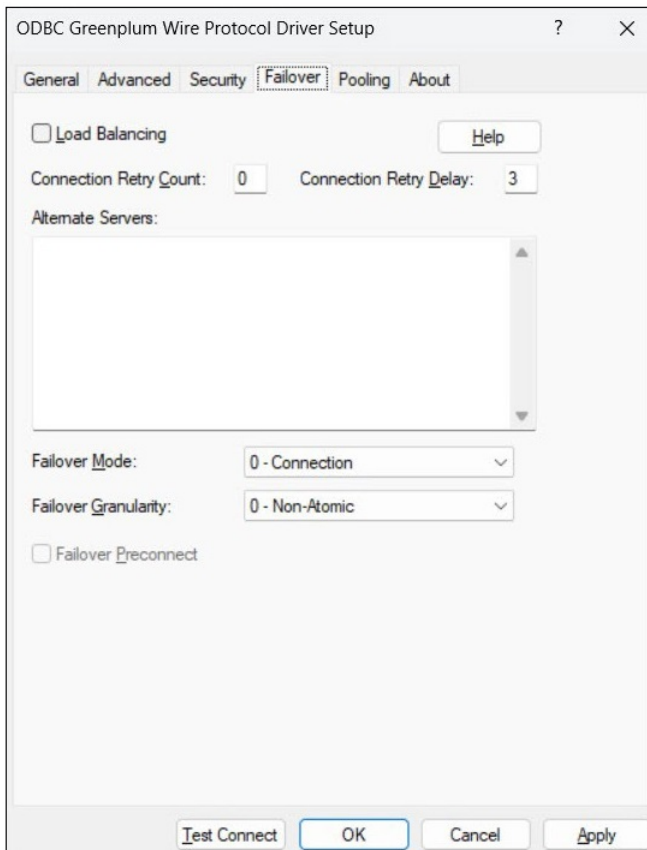 ODBC Greenplum Wire Protocol Driver Setup ? X
General Advanced Security Failover Pooling About
Load Balancing Help
Connection Retry Count: 0 Connection Retry Delay: 3
Alternate Servers:
Failover Mode: 0 - Connection
Failover Granularity: 0 - Non-Atomic
Failover Preconnect
Test Connect OK Cancel Apply